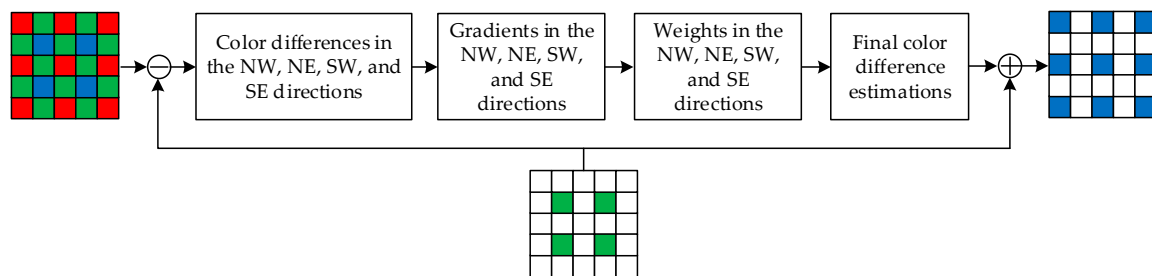 Color differences in
the NW, NE, SW, and
SE directions
Gradients in the
NW, NE, SW,
and SE
directions
Weights in the
NW, NE, SW,
and SE
directions
Final color
difference
estimations